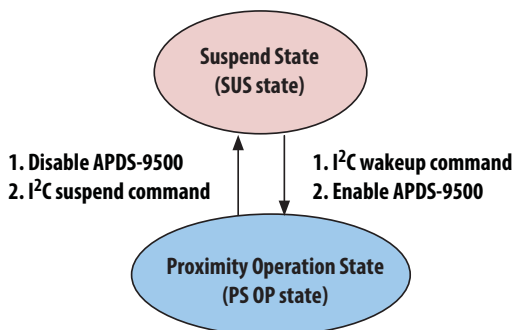 Suspend State
(SUS state)
1. Disable APDS-9500
2. I²C suspend command
1. I²C wakeup command
2. Enable APDS-9500
Proximity Operation State
(PS OP state)